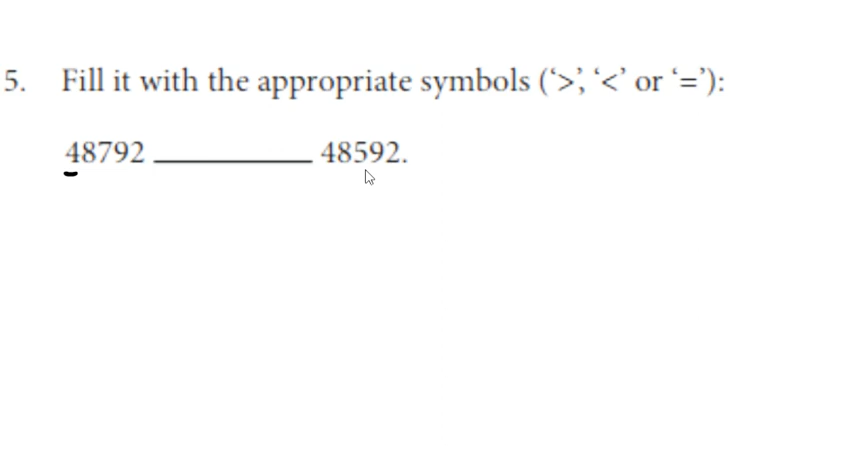 5. Fill it with the appropriate symbols (‘>’, ‘<’ or ‘=’):
48792 __________ 48592.